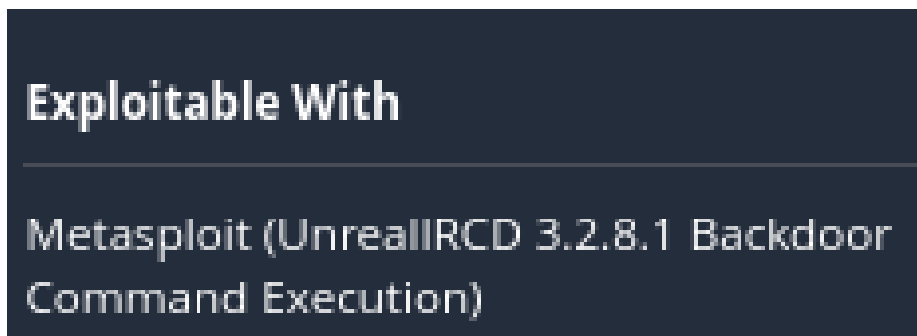 Exploitable With
Metasploit (UnrealIRCD 3.2.8.1 Backdoor
Command Execution)